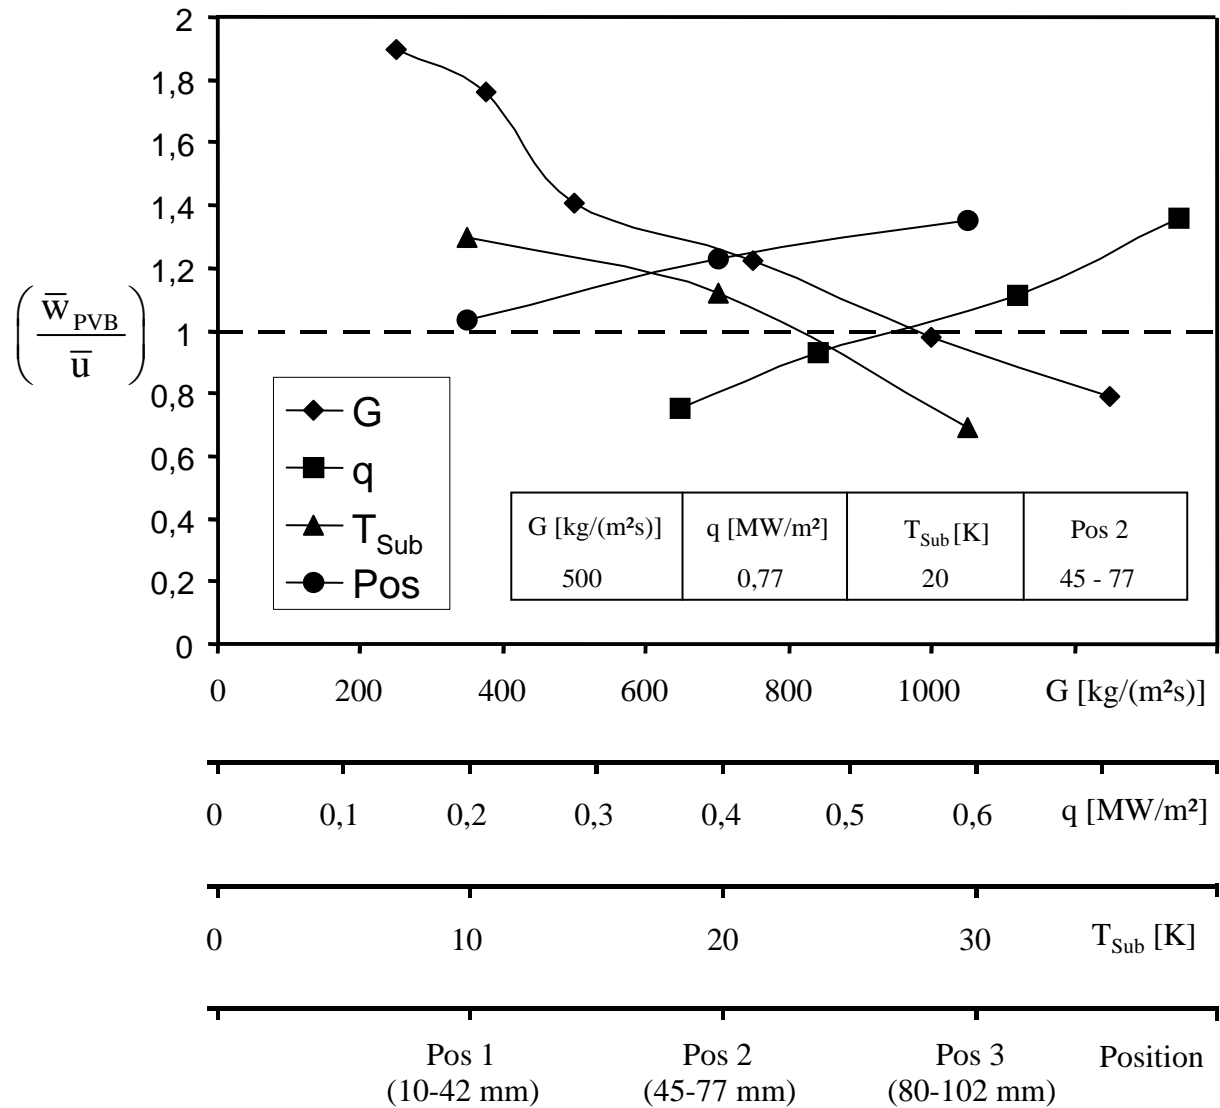 2
1,8
1,6
1,4
1,2
1
0,8
0,6
0,4
0,2
0
(w̅PVB / u̅)
G
q
TSub
Pos
G [kg/(m²s)] q [MW/m²] TSub [K] Pos 2
500 0,77 20 45 - 77
0 200 400 600 800 1000 G [kg/(m²s)]
0 0,1 0,2 0,3 0,4 0,5 0,6 q [MW/m²]
0 10 20 30 TSub [K]
Pos 1 Pos 2 Pos 3 Position
(10-42 mm) (45-77 mm) (80-102 mm)